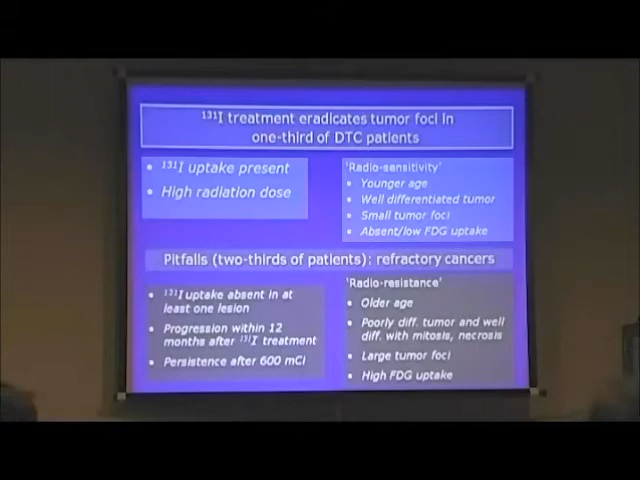 ¹³¹I treatment eradicates tumor foci in
one-third of DTC patients
• ¹³¹I uptake present
• High radiation dose
'Radio-sensitivity'
• Younger age
• Well differentiated tumor
• Small tumor foci
• Absent/low FDG uptake
Pitfalls (two-thirds of patients): refractory cancers
• ¹³¹I uptake absent in at
least one lesion
• Progression within 12
months after ¹³¹I treatment
• Persistence after 600 mCi
'Radio-resistance'
• Older age
• Poorly diff. tumor and well
diff. with mitosis, necrosis
• Large tumor foci
• High FDG uptake